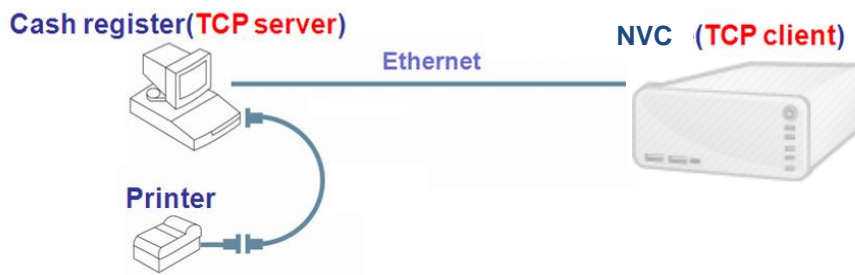 Cash register(TCP server)
NVC (TCP client)
Ethernet
Printer